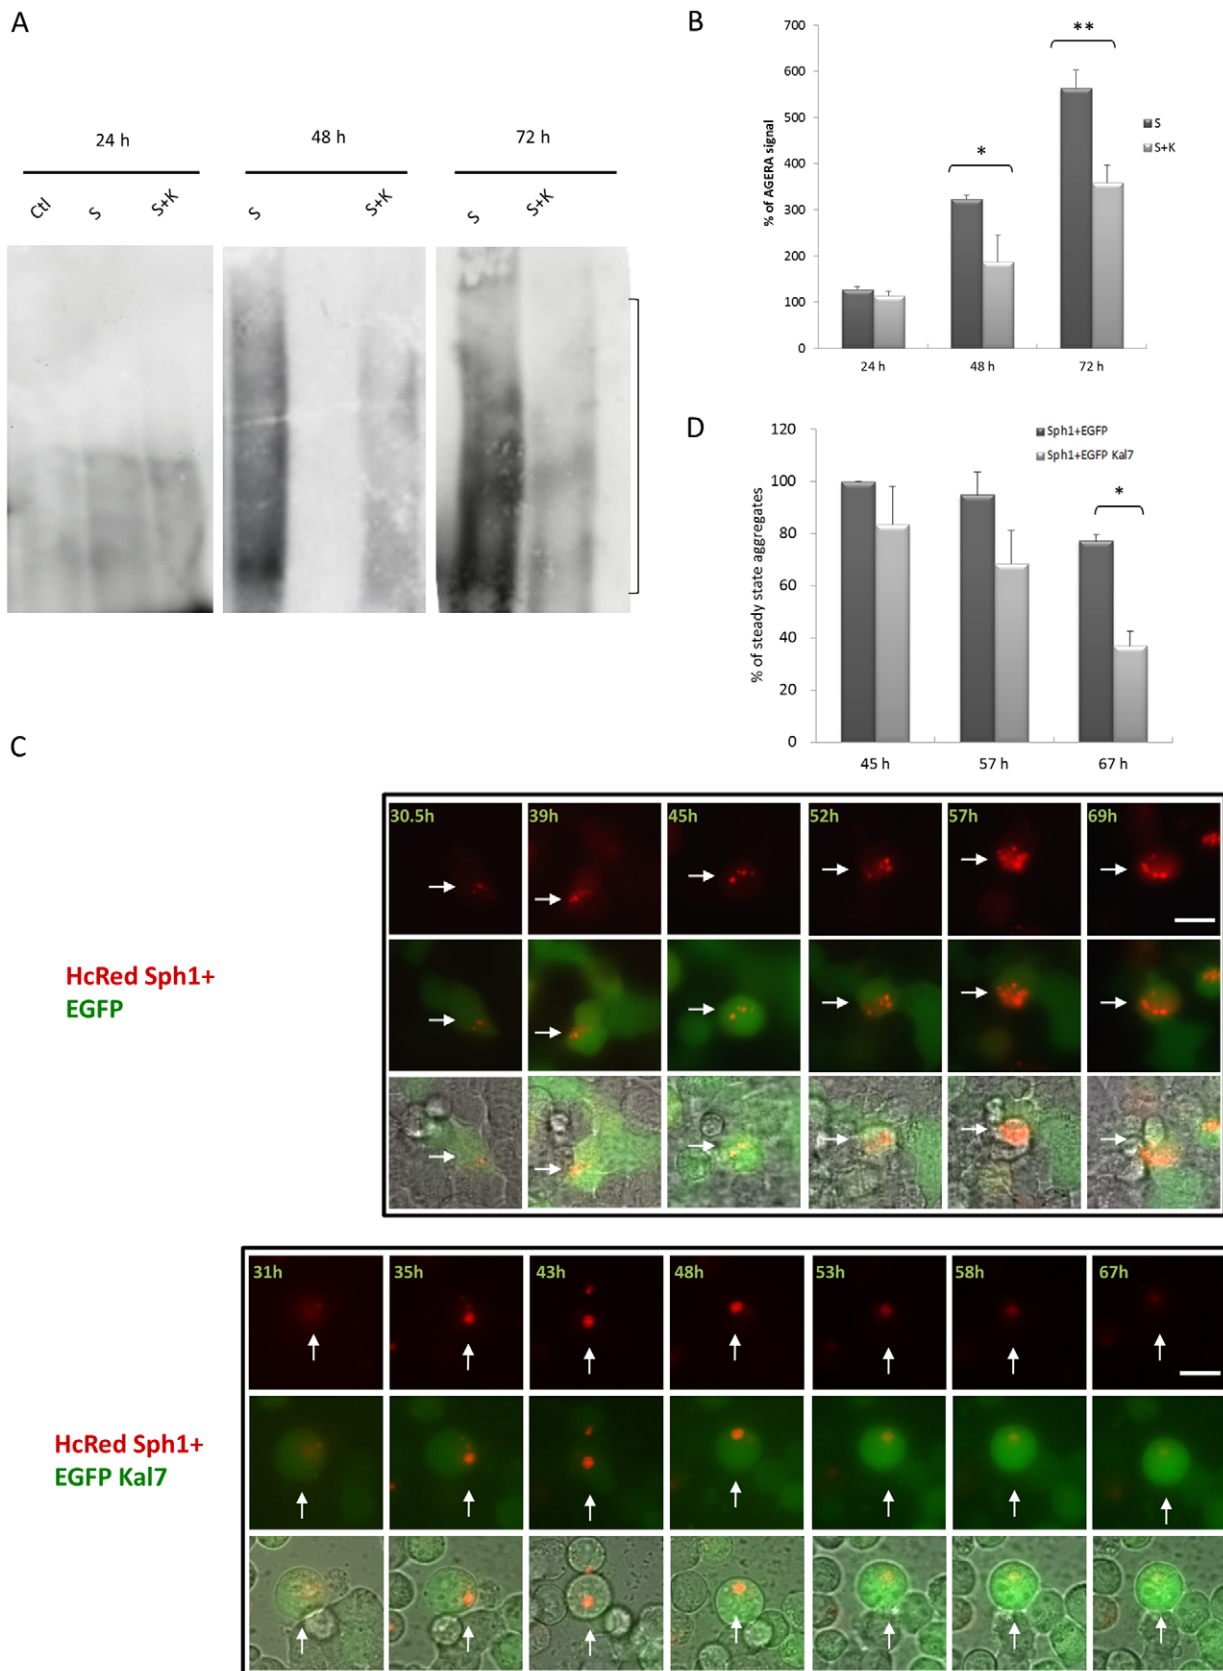 A
24 h
48 h
72 h
Ctl
S
S+K
S
S+K
S
S+K
B
% of AGERA signal
700
600
500
400
300
200
100
0
*
**
S
S+K
24 h
48 h
72 h
D
% of steady state aggregates
120
100
80
60
40
20
0
Sph1+EGFP
Sph1+EGFP Kal7
*
45 h
57 h
67 h
C
HcRed Sph1+
EGFP
30.5h
39h
45h
52h
57h
69h
HcRed Sph1+
EGFP Kal7
31h
35h
43h
48h
53h
58h
67h